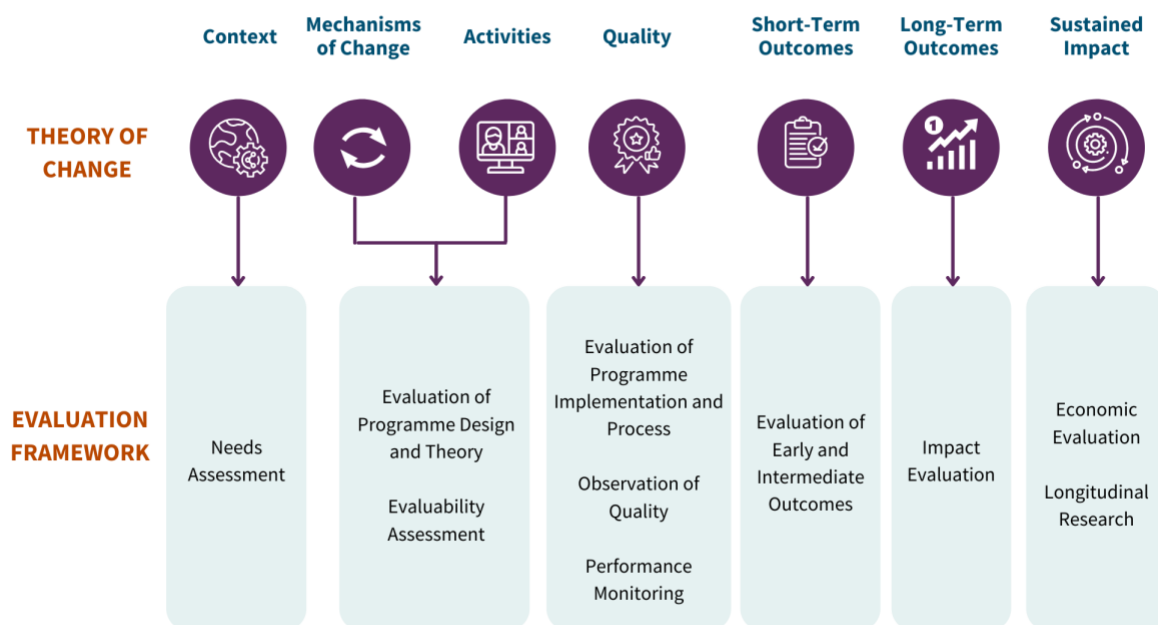 Context
Mechanisms
of Change
Activities
Quality
Short-Term
Outcomes
Long-Term
Outcomes
Sustained
Impact
THEORY OF
CHANGE
1
EVALUATION
FRAMEWORK
Needs
Assessment
Evaluation of
Programme Design
and Theory
Evaluability
Assessment
Evaluation of
Programme
Implementation and
Process
Observation of
Quality
Performance
Monitoring
Evaluation of
Early and
Intermediate
Outcomes
Impact
Evaluation
Economic
Evaluation
Longitudinal
Research